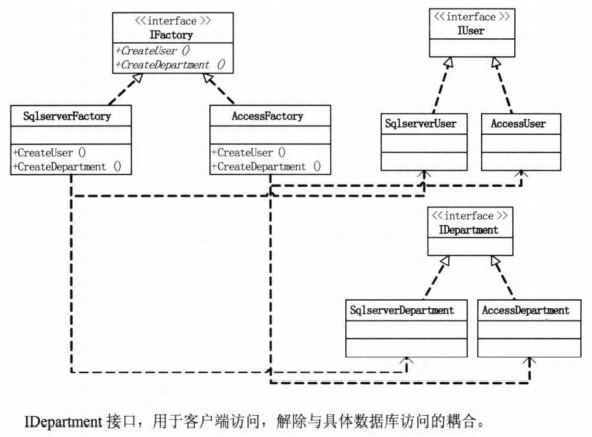 <<interface >>
IFactory
+CreateUser ()
+CreateDepartment ()
<<interface >>
IUser
SqlserverFactory
+CreateUser ()
+CreateDepartment ()
AccessFactory
+CreateUser ()
+CreateDepartment ()
SqlserverUser
AccessUser
<<interface >>
IDepartment
SqlserverDepartment
AccessDepartment
IDepartment 接口，用于客户端访问，解除与具体数据库访问的耦合。